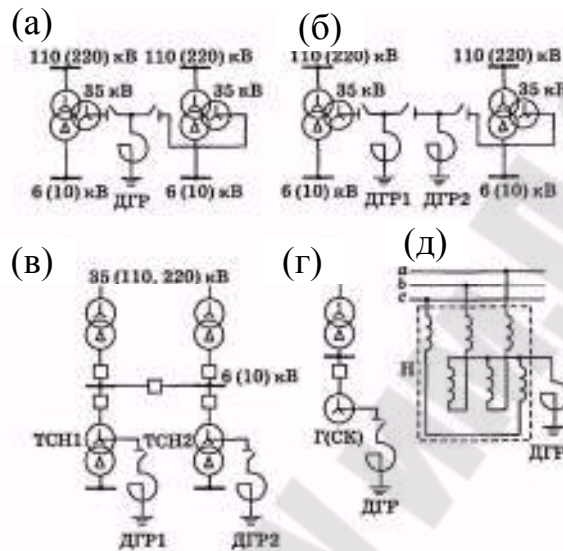 (а)
110 (220) кВ 110 (220) кВ
35 кВ 35 кВ
6 (10) кВ ДГР 6 (10) кВ
(б)
110 (220) кВ 110 (220) кВ
35 кВ 35 кВ
ДГР1 ДГР2
6 (10) кВ 6 (10) кВ
(в)
35 (110, 220) кВ
6 (10) кВ
ТСН1 ТСН2
ДГР1 ДГР2
(г)
Г(СК)
ДГР
(д)
a
b
c
Н
ДГР